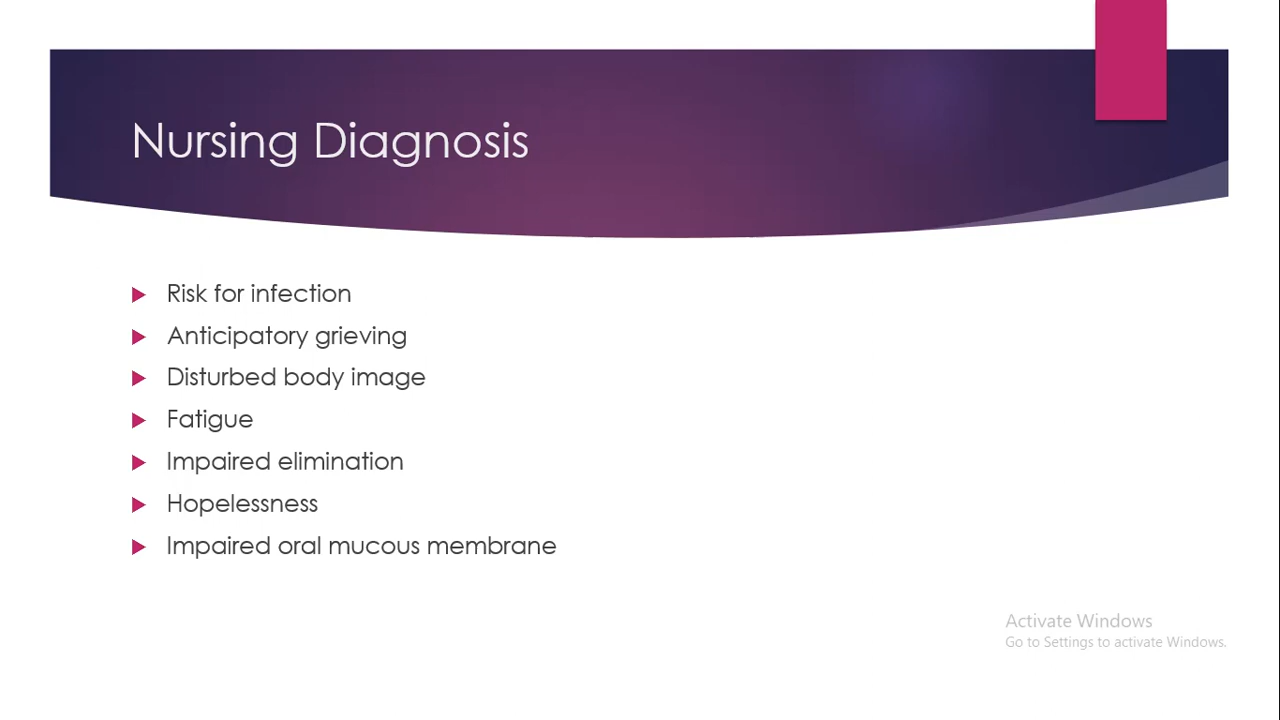 Nursing Diagnosis
Risk for infection
Anticipatory grieving
Disturbed body image
Fatigue
Impaired elimination
Hopelessness
Impaired oral mucous membrane
Activate Windows
Go to Settings to activate Windows.